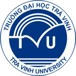 TRƯỜNG ĐẠI HỌC TRÀ VINH
TVU
TRA VINH UNIVERSITY